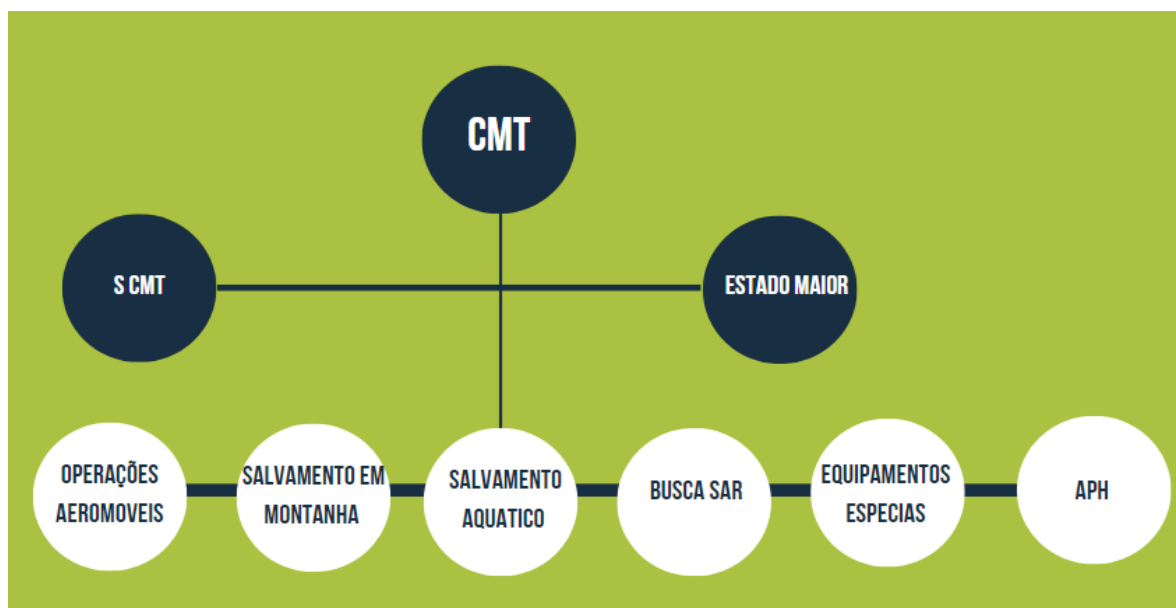 CMT
S CMT
ESTADO MAIOR
OPERAÇÕES
AEROMOVEIS
SALVAMENTO EM
MONTANHA
SALVAMENTO
AQUATICO
BUSCA SAR
EQUIPAMENTOS
ESPECIAS
APH